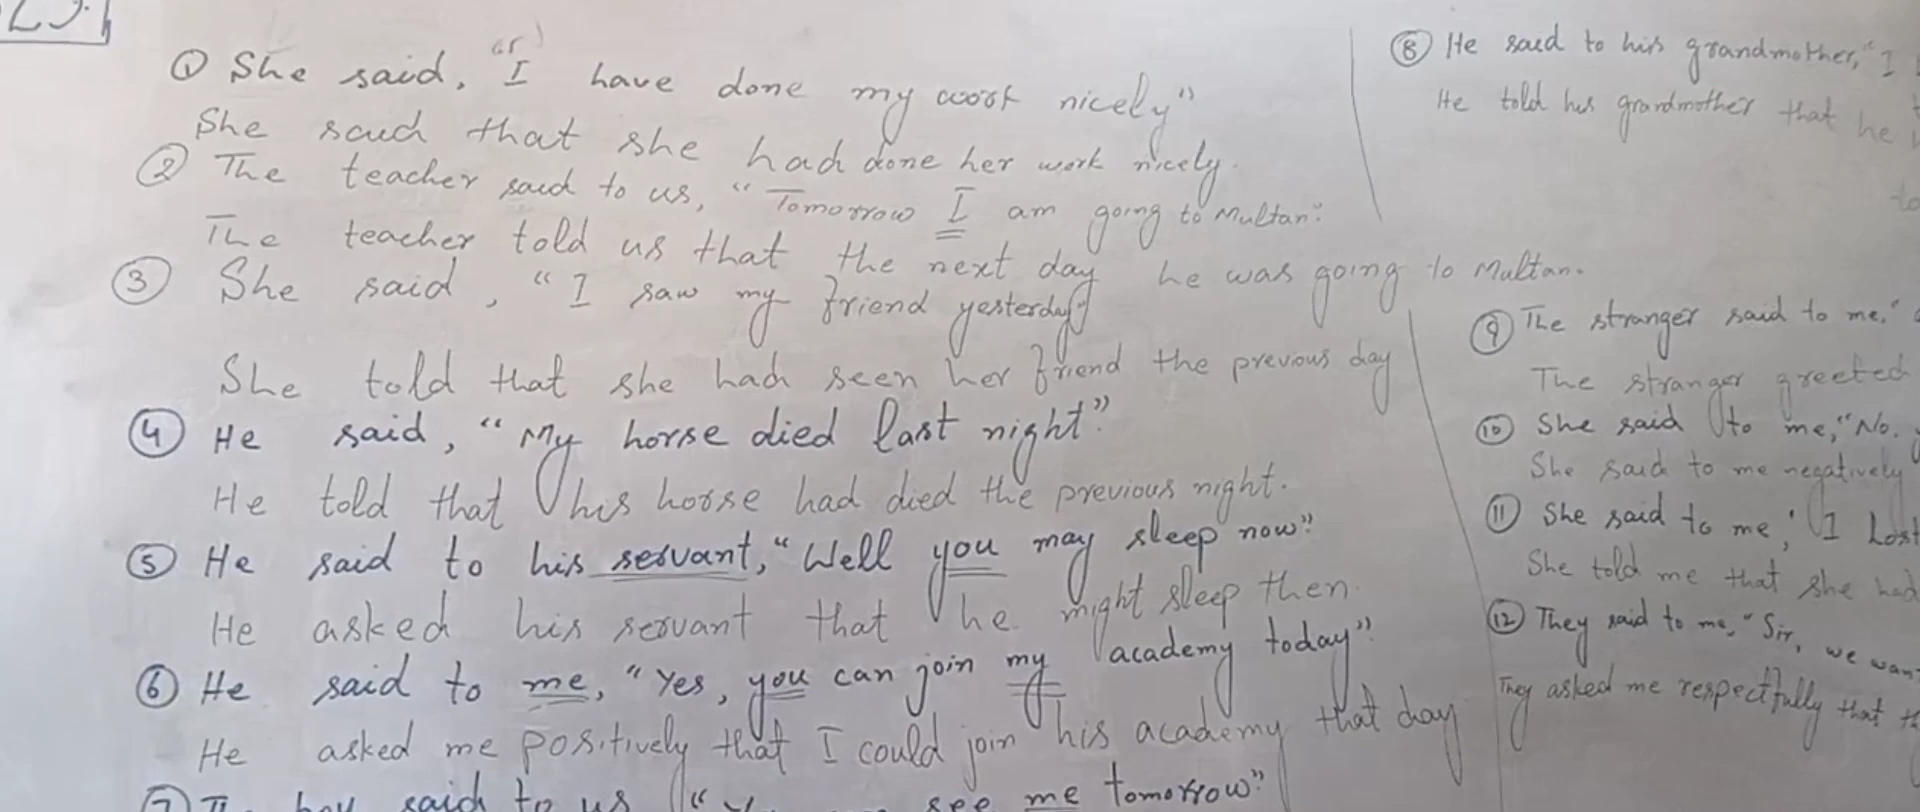 ① She said, "I have done my work nicely"
She said that she had done her work nicely.
② The teacher said to us, "Tomorrow I am going to Multan."
The teacher told us that the next day he was going to Multan.
③ She said, "I saw my friend yesterday"
She told that she had seen her friend the previous day
④ He said, "My horse died last night"
He told that his horse had died the previous night.
⑤ He said to his servant, "Well you may sleep now"
He asked his servant that he might sleep then.
⑥ He said to me, "Yes, you can join my academy today"
He asked me positively that I could join his academy that day
boy said to us see me tomorrow"
⑧ He said to his grandmother, "I
He told his grandmother that he
to
⑨ The stranger said to me, "
The stranger greeted
⑩ She said to me, "No.
She said to me negatively
⑪ She said to me, "I Lost
She told me that she had
⑫ They said to me, "Sir, we want
They asked me respectfully that